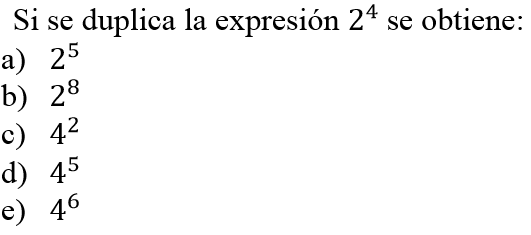 Si se duplica la expresión 2⁴ se obtiene:
a) 2⁵
b) 2⁸
c) 4²
d) 4⁵
e) 4⁶